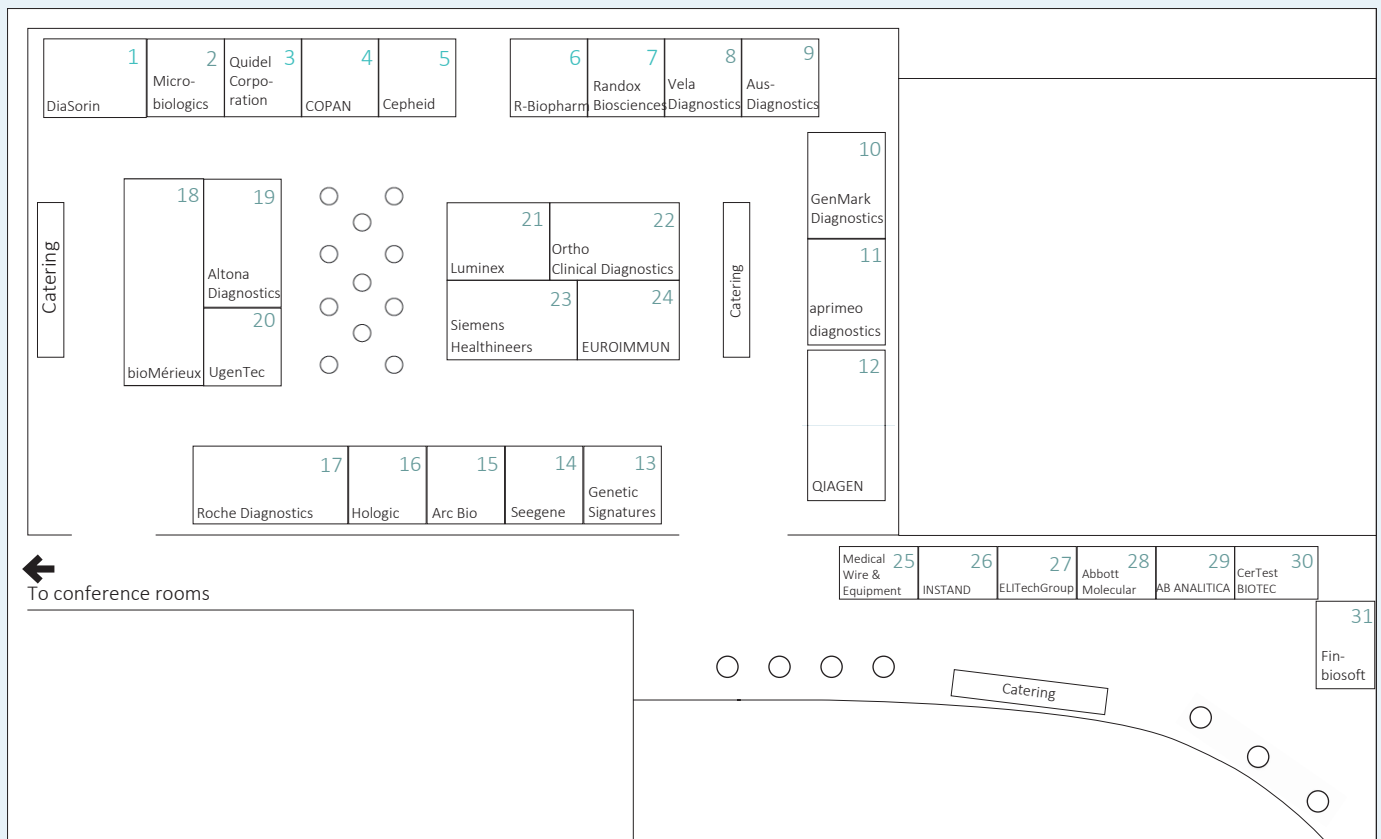 1
DiaSorin
2
Micro-
biologics
3
Quidel
Corpo-
ration
4
COPAN
5
Cepheid
6
R-Biopharm
7
Randox
Biosciences
8
Vela
Diagnostics
9
Aus-
Diagnostics
10
GenMark
Diagnostics
11
aprimeo
diagnostics
12
QIAGEN
Catering
18
bioMérieux
19
Altona
Diagnostics
20
UgenTec
21
Luminex
22
Ortho
Clinical Diagnostics
23
Siemens
Healthineers
24
EUROIMMUN
Catering
17
Roche Diagnostics
16
Hologic
15
Arc Bio
14
Seegene
13
Genetic
Signatures
To conference rooms
25
Medical
Wire &
Equipment
26
INSTAND
27
ELITechGroup
28
Abbott
Molecular
29
AB ANALITICA
30
CerTest
BIOTEC
31
Fin-
biosoft
Catering